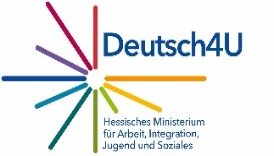 Deutsch4U
Hessisches Ministerium
für Arbeit, Integration,
Jugend und Soziales